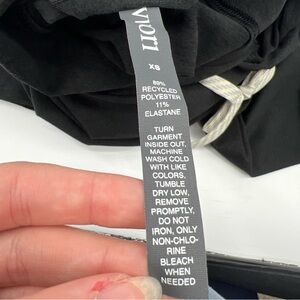 vuori
XS
89%
RECYCLED
POLYESTER
11%
ELASTANE
TURN
GARMENT
INSIDE OUT,
MACHINE
WASH COLD
WITH LIKE
COLORS,
TUMBLE
DRY LOW,
REMOVE
PROMPTLY,
DO NOT
IRON, ONLY
NON-CHLO-
RINE
BLEACH
WHEN
NEEDED